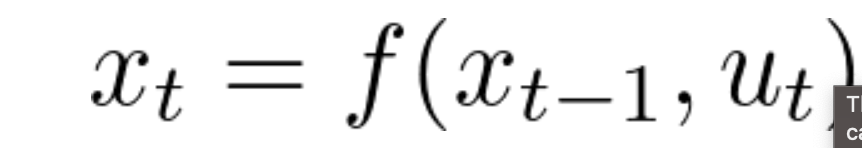 x_t = f(x_{t-1}, u_t)